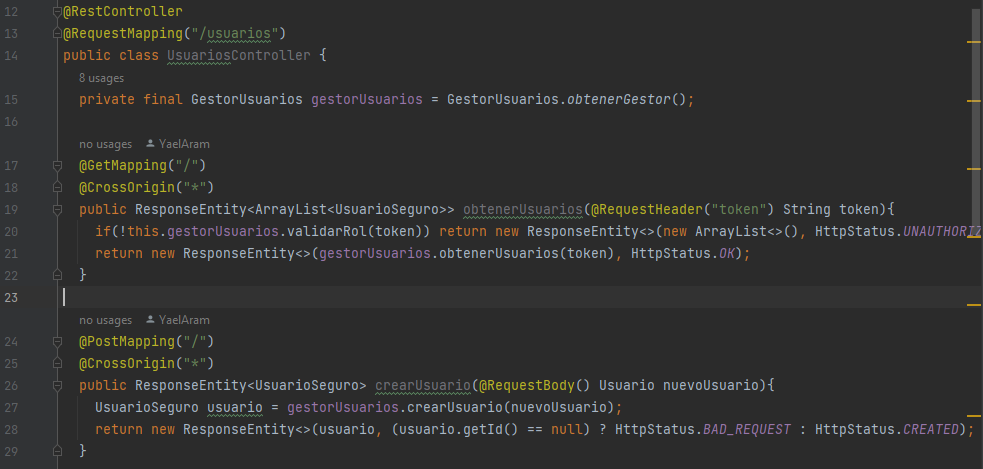 12 @RestController
13 @RequestMapping("/usuarios")
14 public class UsuariosController {
8 usages
15 private final GestorUsuarios gestorUsuarios = GestorUsuarios.obtenerGestor();
16
no usages YaelAram
17 @GetMapping("/")
18 @CrossOrigin("*")
19 public ResponseEntity<ArrayList<UsuarioSeguro>> obtenerUsuarios(@RequestHeader("token") String token){
20 if(!this.gestorUsuarios.validarRol(token)) return new ResponseEntity<>(new ArrayList<>(), HttpStatus.UNAUTHORIZ
21 return new ResponseEntity<>(gestorUsuarios.obtenerUsuarios(token), HttpStatus.OK);
22 }
23
no usages YaelAram
24 @PostMapping("/")
25 @CrossOrigin("*")
26 public ResponseEntity<UsuarioSeguro> crearUsuario(@RequestBody() Usuario nuevoUsuario){
27 UsuarioSeguro usuario = gestorUsuarios.crearUsuario(nuevoUsuario);
28 return new ResponseEntity<>(usuario, (usuario.getId() == null) ? HttpStatus.BAD_REQUEST : HttpStatus.CREATED);
29 }